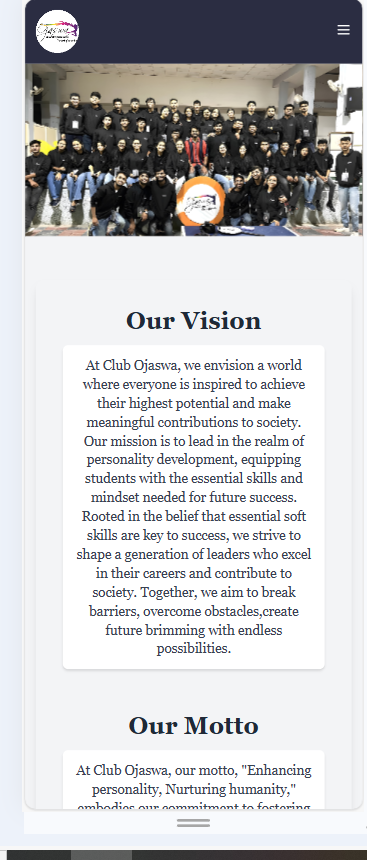 Our Vision
At Club Ojaswa, we envision a world
where everyone is inspired to achieve
their highest potential and make
meaningful contributions to society.
Our mission is to lead in the realm of
personality development, equipping
students with the essential skills and
mindset needed for future success.
Rooted in the belief that essential soft
skills are key to success, we strive to
shape a generation of leaders who excel
in their careers and contribute to
society. Together, we aim to break
barriers, overcome obstacles,create
future brimming with endless
possibilities.
Our Motto
At Club Ojaswa, our motto, "Enhancing
personality, Nurturing humanity,"
embodies our commitment to fostering